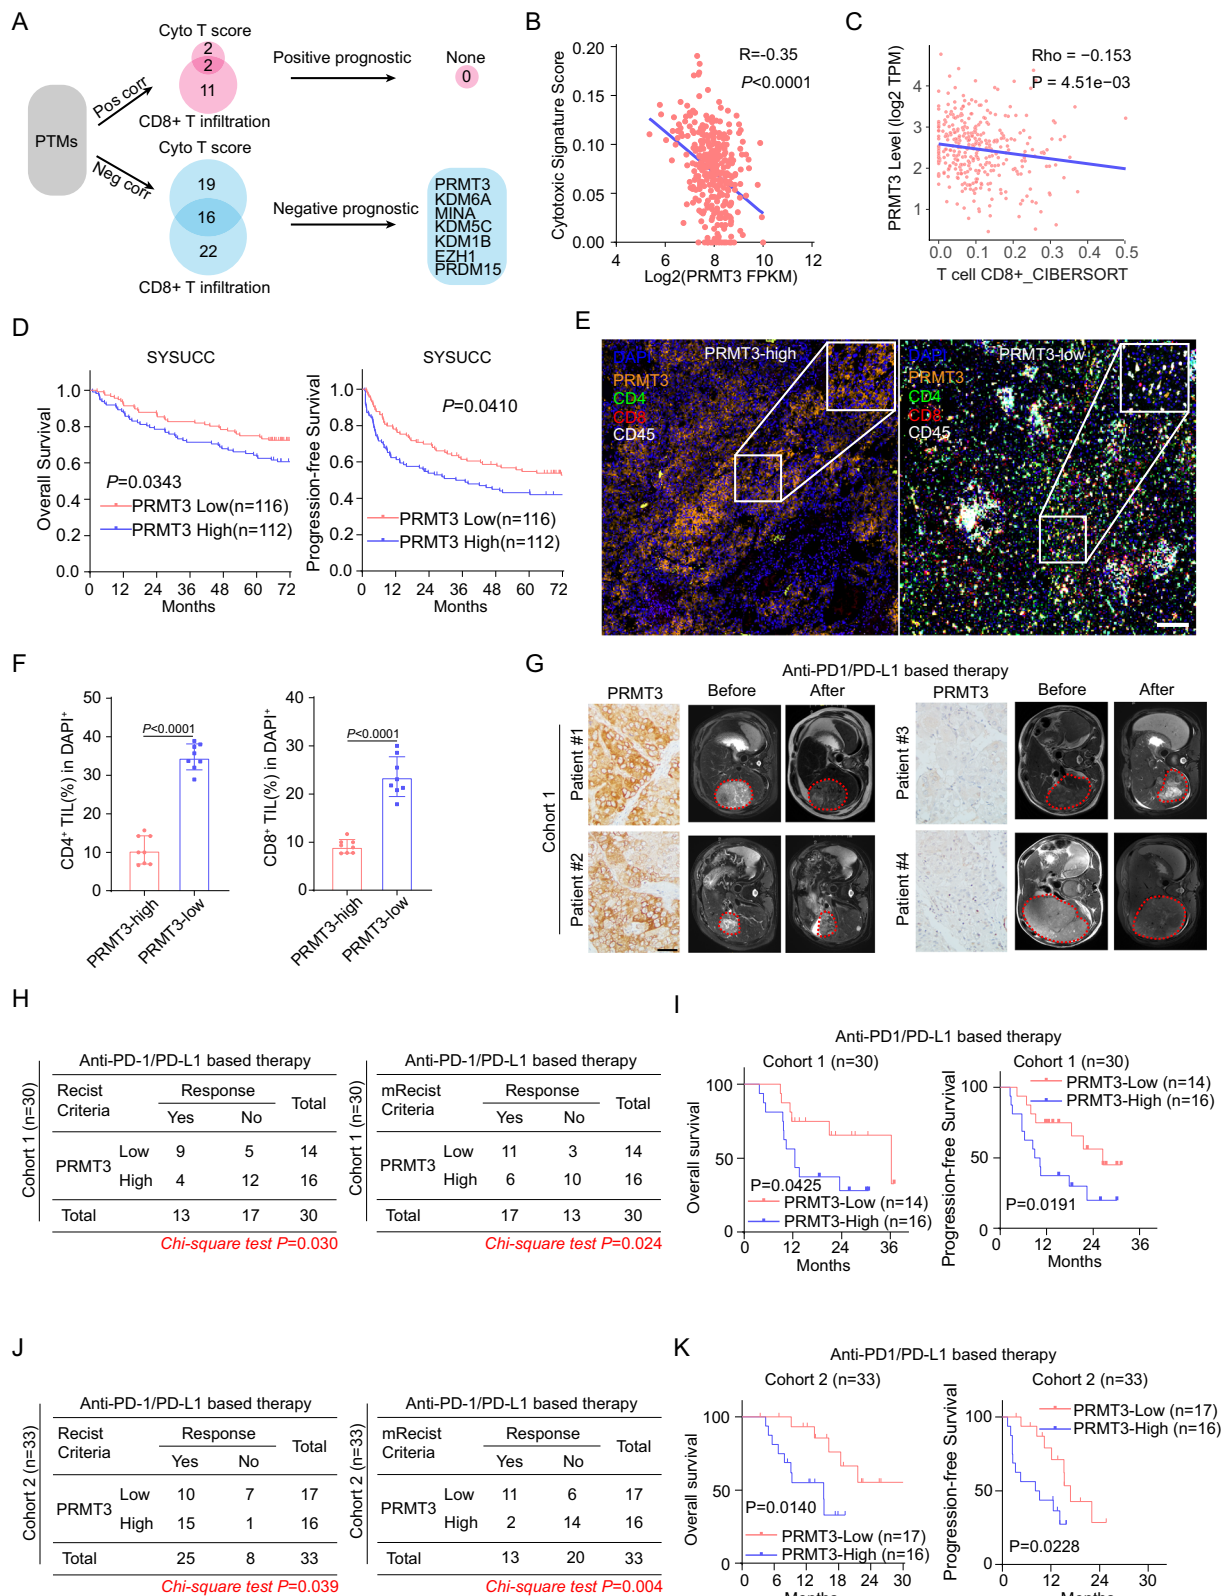 A
Cyto T score
2
2
11
CD8+ T infiltration
Pos corr
Positive prognostic
None
0
PTMs
Neg corr
Cyto T score
19
16
22
CD8+ T infiltration
Negative prognostic
PRMT3
KDM6A
MINA
KDM5C
KDM1B
EZH1
PRDM15
B
R=-0.35
P<0.0001
Cytotoxic Signature Score
0.20
0.15
0.10
0.05
0.00
4 6 8 10 12
Log2(PRMT3 FPKM)
C
Rho = −0.153
P = 4.51e−03
PRMT3 Level (log2 TPM)
4
3
2
1
0.0 0.1 0.2 0.3 0.4 0.5
T cell CD8+_CIBERSORT
D
SYSUCC
Overall Survival
1.0
0.8
0.6
0.4
0.2
0.0
P=0.0343
PRMT3 Low(n=116)
PRMT3 High(n=112)
0 12 24 36 48 60 72
Months
SYSUCC
Progression-free Survival
1.0
0.8
0.6
0.4
0.2
0.0
P=0.0410
PRMT3 Low(n=116)
PRMT3 High(n=112)
0 12 24 36 48 60 72
Months
E
PRMT3-high
DAPI
PRMT3
CD4
CD8
CD45
PRMT3-low
DAPI
PRMT3
CD4
CD8
CD45
F
CD4⁺ TIL(%) in DAPI⁺
50
40
30
20
10
0
P<0.0001
PRMT3-high
PRMT3-low
CD8⁺ TIL(%) in DAPI⁺
40
30
20
10
0
P<0.0001
PRMT3-high
PRMT3-low
G
Anti-PD1/PD-L1 based therapy
PRMT3 Before After
PRMT3 Before After
Cohort 1
Patient #1
Patient #2
Patient #3
Patient #4
H
Cohort 1 (n=30)
Anti-PD-1/PD-L1 based therapy
Recist Criteria
Response
Total
Yes No
PRMT3
Low 9 5 14
High 4 12 16
Total 13 17 30
Chi-square test P=0.030
Cohort 1 (n=30)
Anti-PD-1/PD-L1 based therapy
mRecist Criteria
Response
Total
Yes No
PRMT3
Low 11 3 14
High 6 10 16
Total 17 13 30
Chi-square test P=0.024
I
Anti-PD1/PD-L1 based therapy
Cohort 1 (n=30)
Overall survival
100
50
0
P=0.0425
PRMT3-Low (n=14)
PRMT3-High (n=16)
0 12 24 36
Months
Cohort 1 (n=30)
Progression-free Survival
100
50
0
PRMT3-Low (n=14)
PRMT3-High (n=16)
P=0.0191
0 12 24 36
Months
J
Cohort 2 (n=33)
Anti-PD-1/PD-L1 based therapy
Recist Criteria
Response
Total
Yes No
PRMT3
Low 10 7 17
High 15 1 16
Total 25 8 33
Chi-square test P=0.039
Cohort 2 (n=33)
Anti-PD-1/PD-L1 based therapy
mRecist Criteria
Response
Total
Yes No
PRMT3
Low 11 6 17
High 2 14 16
Total 13 20 33
Chi-square test P=0.004
K
Anti-PD1/PD-L1 based therapy
Cohort 2 (n=33)
Overall survival
100
50
0
P=0.0140
PRMT3-Low (n=17)
PRMT3-High (n=16)
0 6 12 18 24 30
Months
Cohort 2 (n=33)
Progression-free Survival
100
50
0
PRMT3-Low (n=17)
PRMT3-High (n=16)
P=0.0228
0 10 20 30
Months